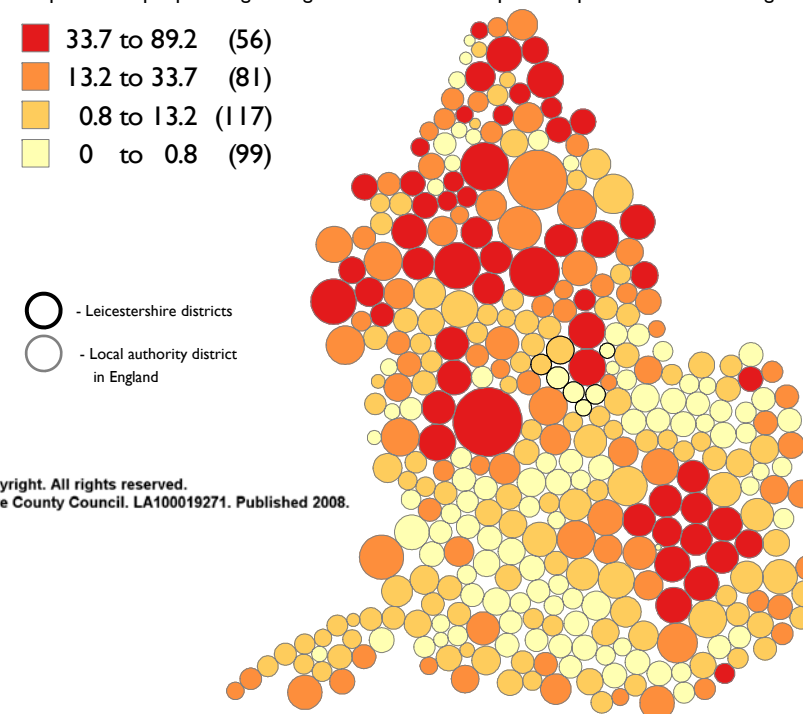 33.7 to 89.2 (56)
13.2 to 33.7 (81)
0.8 to 13.2 (117)
0 to 0.8 (99)
- Leicestershire districts
- Local authority district
in England
yright. All rights reserved.
e County Council. LA100019271. Published 2008.